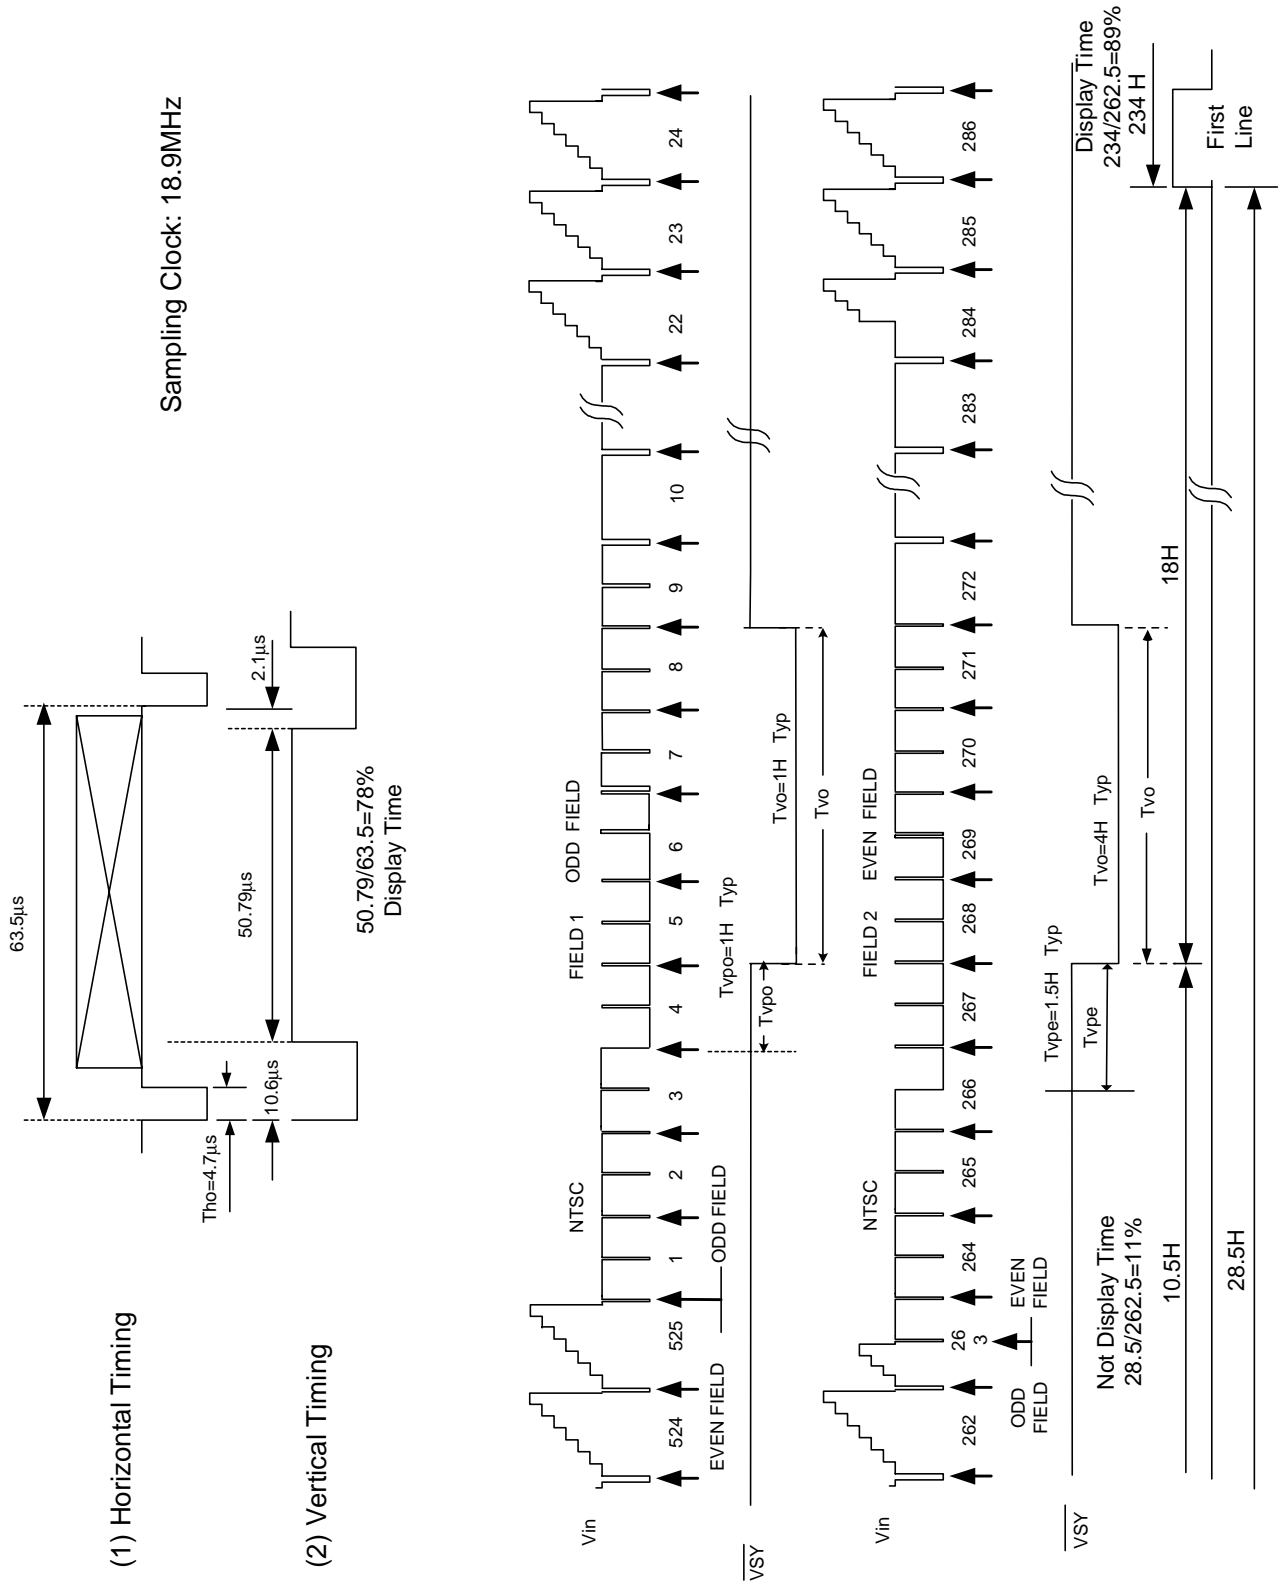 (1) Horizontal Timing
63.5µs
Tho=4.7µs
10.6µs
50.79µs
2.1µs
50.79/63.5=78%
Display Time
Sampling Clock: 18.9MHz
(2) Vertical Timing
NTSC
FIELD 1 ODD FIELD
Vin
524
525
1
2
3
4
5
6
7
8
9
10
22
23
24
EVEN FIELD
ODD FIELD
Tvpo=1H Typ
Tvpo
Tvo=1H Typ
Tvo
VSY
NTSC
FIELD 2 EVEN FIELD
Vin
262
26
3
264
265
266
267
268
269
270
271
272
283
284
285
286
ODD
FIELD
EVEN
FIELD
Tvpe=1.5H Typ
Tvpe
Tvo=4H Typ
Tvo
VSY
Not Display Time
28.5/262.5=11%
Display Time
234/262.5=89%
234 H
10.5H
18H
First
Line
28.5H